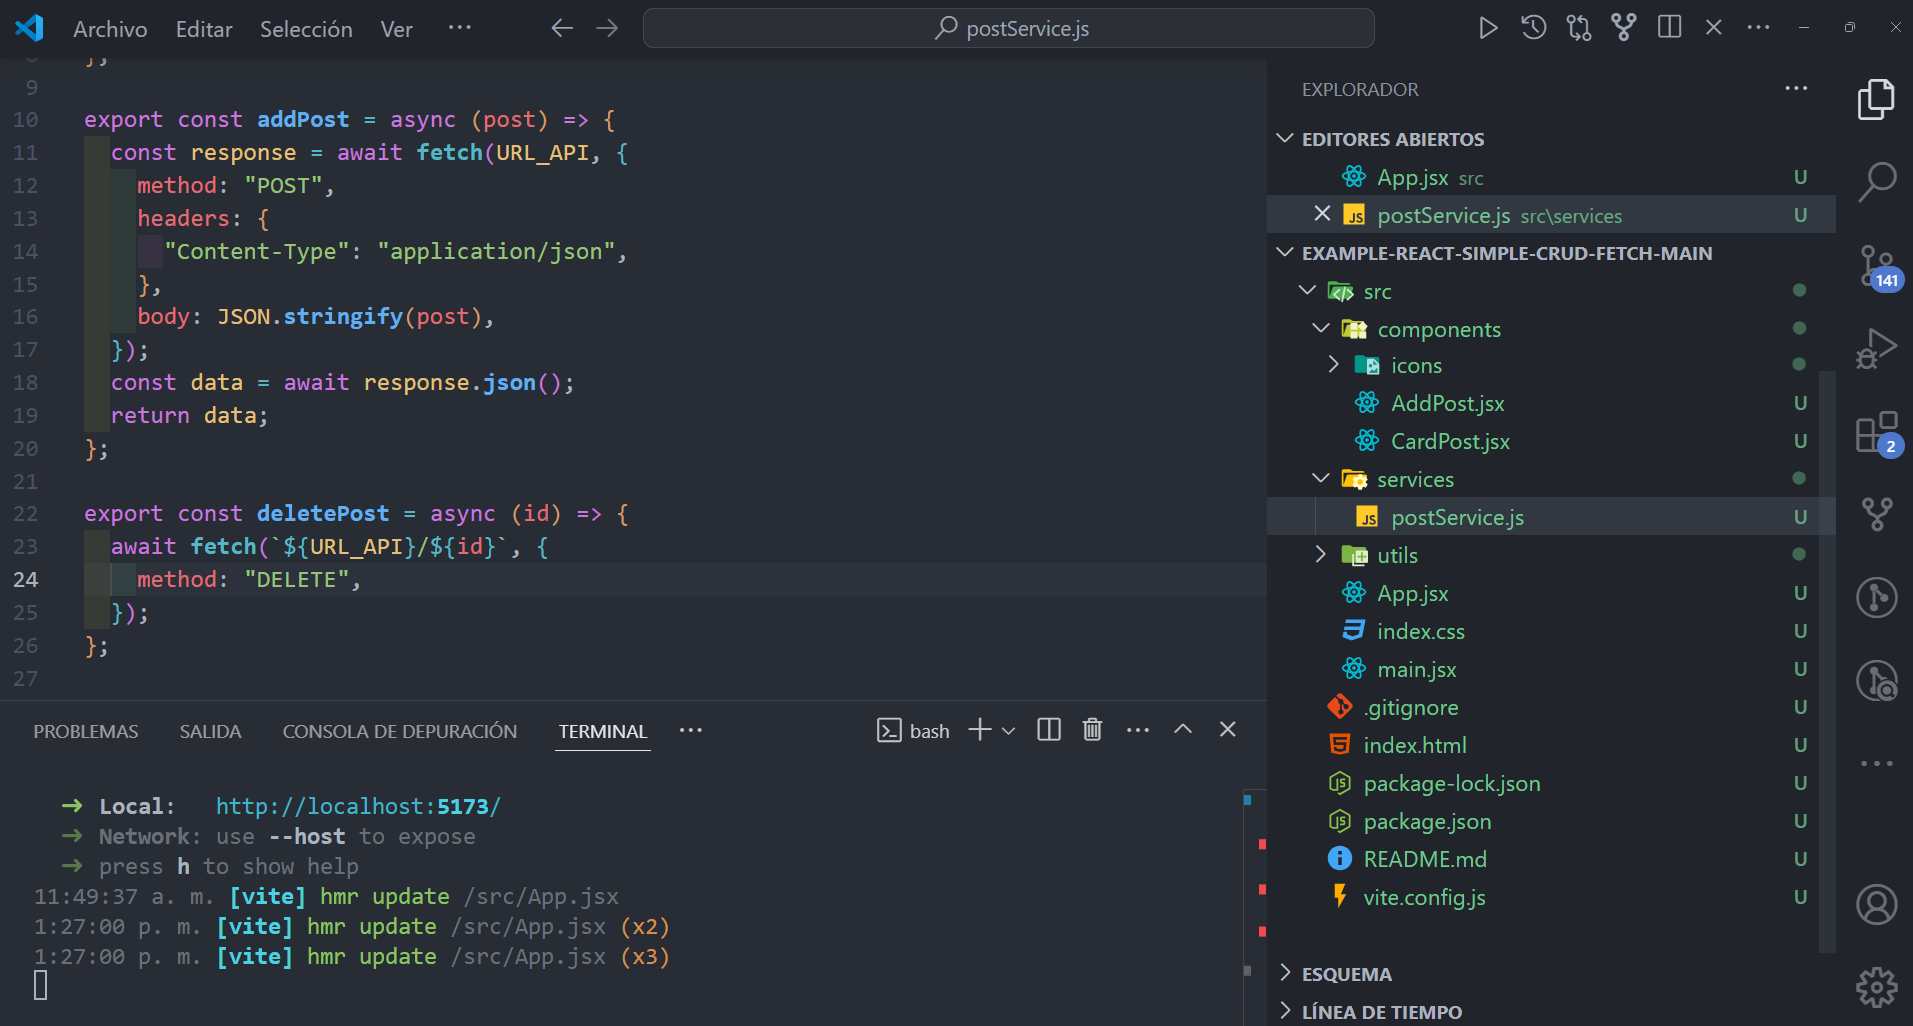 Archivo Editar Selección Ver ···
postService.js
};
9
10 export const addPost = async (post) => {
11 const response = await fetch(URL_API, {
12 method: "POST",
13 headers: {
14 "Content-Type": "application/json",
15 },
16 body: JSON.stringify(post),
17 });
18 const data = await response.json();
19 return data;
20 };
21
22 export const deletePost = async (id) => {
23 await fetch(`${URL_API}/${id}`, {
24 method: "DELETE",
25 });
26 };
27
PROBLEMAS SALIDA CONSOLA DE DEPURACIÓN TERMINAL ··· bash
➜ Local: http://localhost:5173/
➜ Network: use --host to expose
➜ press h to show help
11:49:37 a. m. [vite] hmr update /src/App.jsx
1:27:00 p. m. [vite] hmr update /src/App.jsx (x2)
1:27:00 p. m. [vite] hmr update /src/App.jsx (x3)
EXPLORADOR ···
EDITORES ABIERTOS
App.jsx src U
JS postService.js src\services U
EXAMPLE-REACT-SIMPLE-CRUD-FETCH-MAIN
src
components
icons
AddPost.jsx U
CardPost.jsx U
services
JS postService.js U
utils
App.jsx U
index.css U
main.jsx U
.gitignore U
index.html U
package-lock.json U
package.json U
README.md U
vite.config.js U
ESQUEMA
LÍNEA DE TIEMPO
141
2